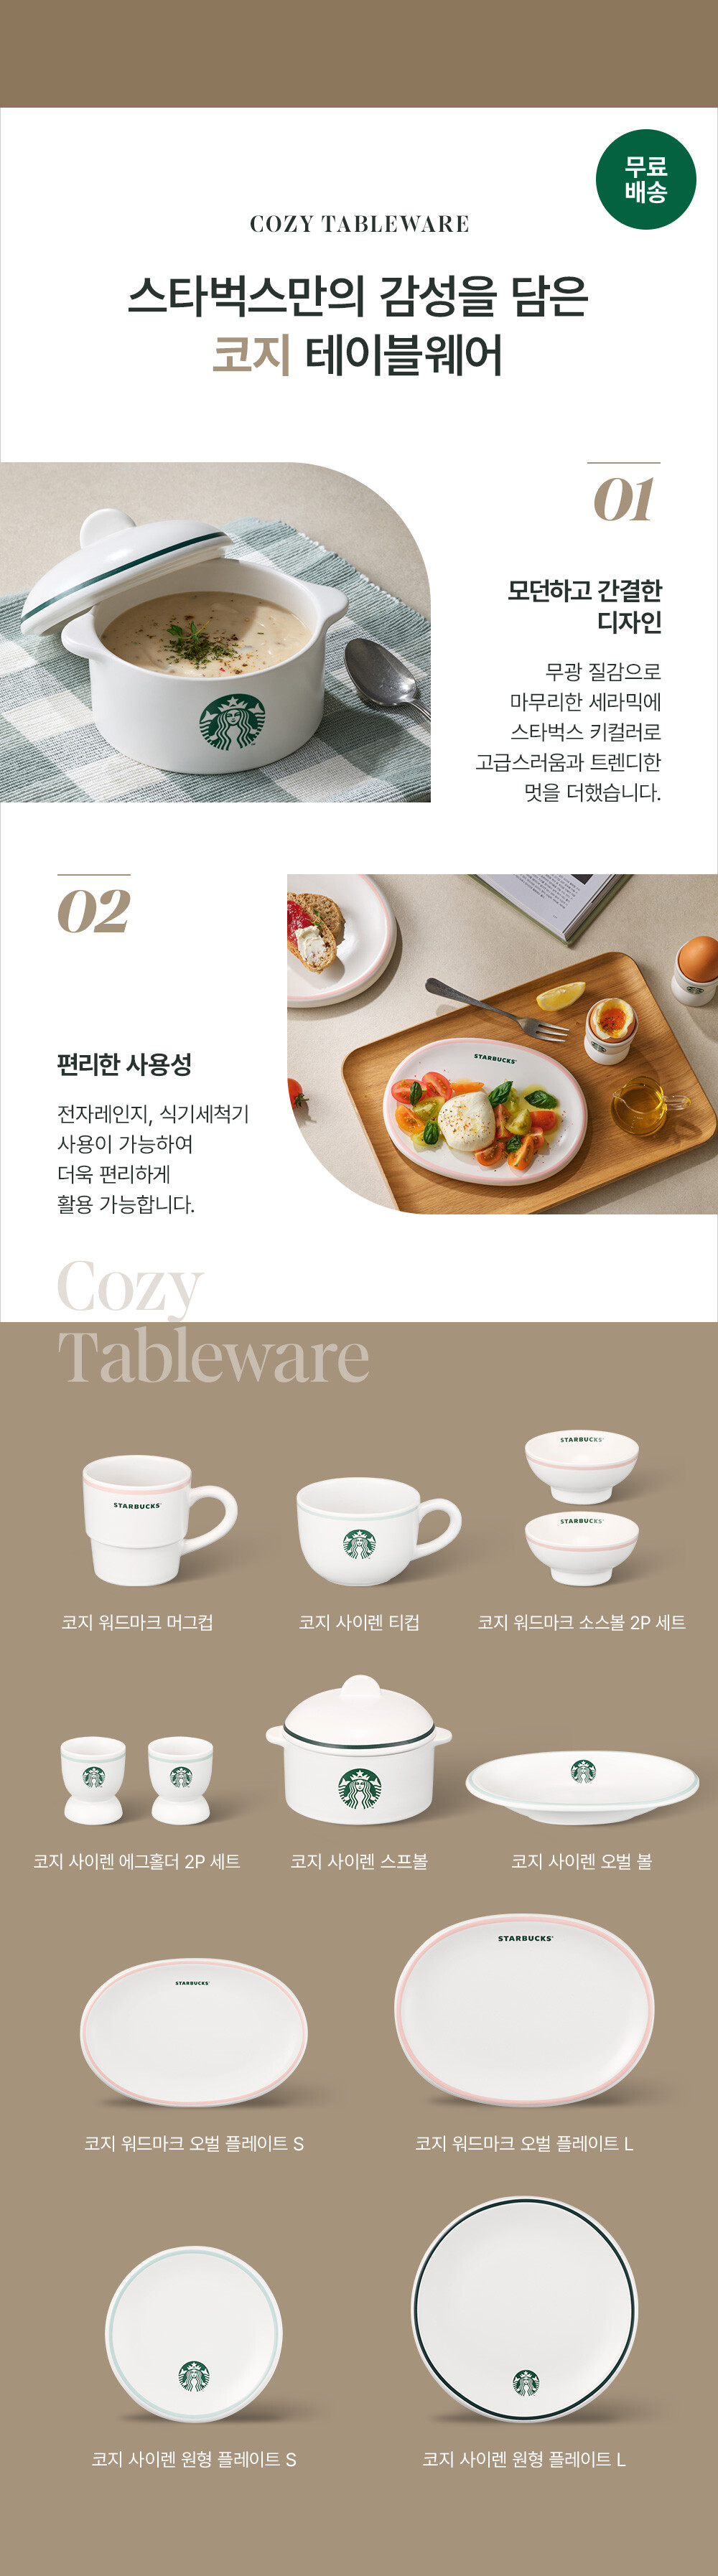 무료
배송
COZY TABLEWARE
스타벅스만의 감성을 담은
코지 테이블웨어
01
모던하고 간결한
디자인
무광 질감으로
마무리한 세라믹에
스타벅스 키컬러로
고급스러움과 트렌디한
멋을 더했습니다.
02
편리한 사용성
전자레인지, 식기세척기
사용이 가능하여
더욱 편리하게
활용 가능합니다.
STARBUCKS
Cozy
Tableware
STARBUCKS
STARBUCKS
STARBUCKS
코지 워드마크 머그컵
코지 사이렌 티컵
코지 워드마크 소스볼 2P 세트
코지 사이렌 에그홀더 2P 세트
코지 사이렌 스프볼
코지 사이렌 오벌 볼
STARBUCKS
STARBUCKS
코지 워드마크 오벌 플레이트 S
코지 워드마크 오벌 플레이트 L
코지 사이렌 원형 플레이트 S
코지 사이렌 원형 플레이트 L